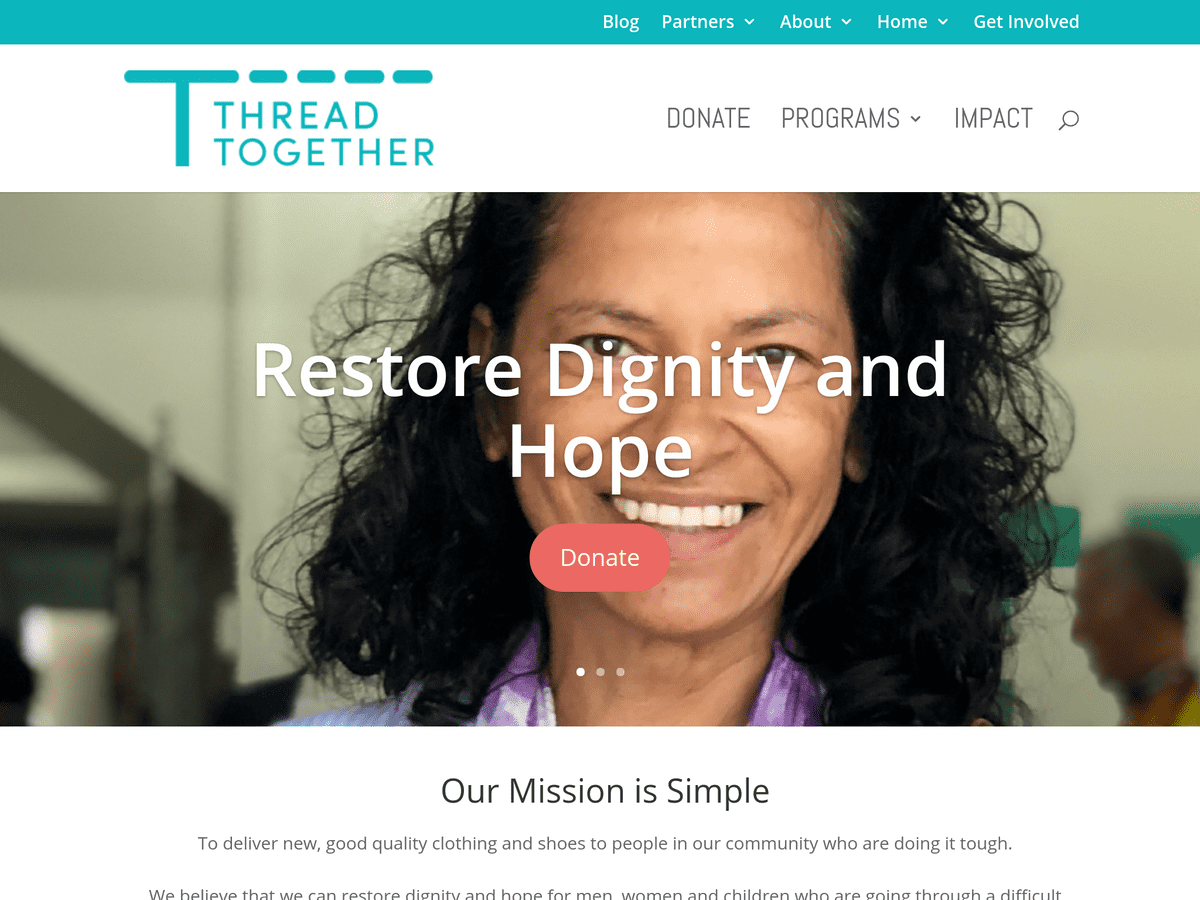 Blog Partners About Home Get Involved
THREAD
TOGETHER
DONATE PROGRAMS IMPACT
Restore Dignity and
Hope
Donate
Our Mission is Simple
To deliver new, good quality clothing and shoes to people in our community who are doing it tough.
We believe that we can restore dignity and hope for men, women and children who are going through a difficult